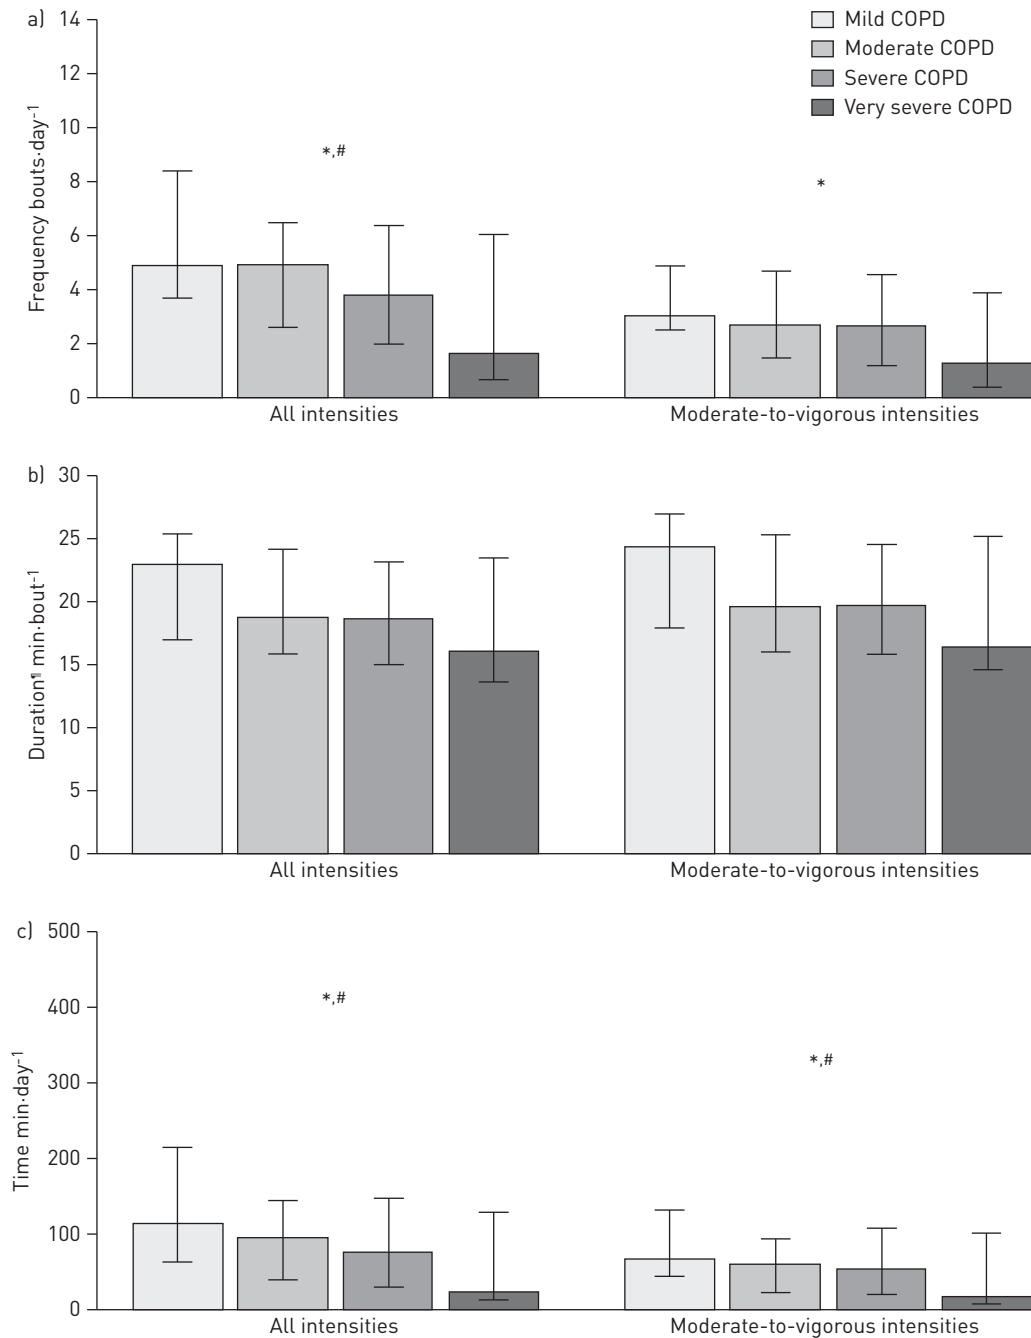 a)
14
12
10
8
6
4
2
0
Frequency bouts·day⁻¹
Mild COPD
Moderate COPD
Severe COPD
Very severe COPD
*,#
*
All intensities
Moderate-to-vigorous intensities
b)
30
25
20
15
10
5
0
Duration¶ min·bout⁻¹
All intensities
Moderate-to-vigorous intensities
c)
500
400
300
200
100
0
Time min·day⁻¹
*,#
*,#
All intensities
Moderate-to-vigorous intensities